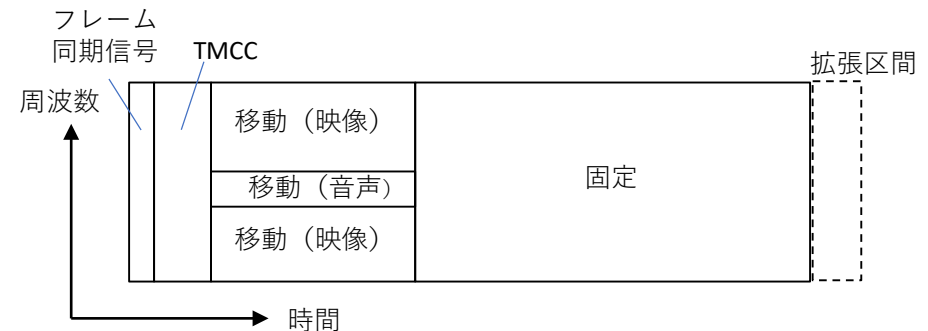 フレーム
同期信号
TMCC
拡張区間
周波数
移動（映像）
固定
移動（音声）
移動（映像）
時間